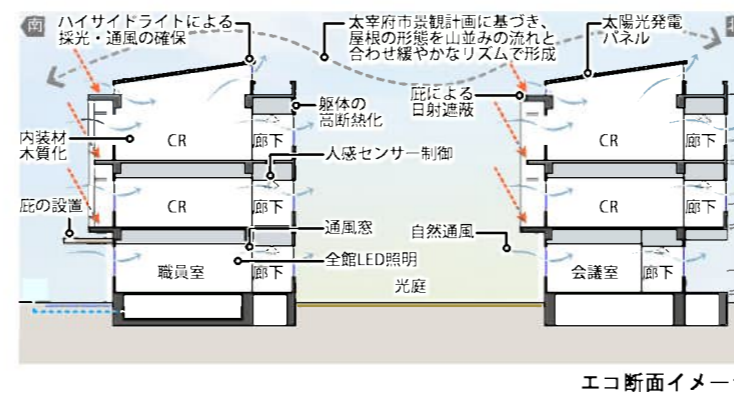 南
ハイサイドライトによる
採光・通風の確保
太宰府市景観計画に基づき、
屋根の形態を山並みの流れと
合わせ緩やかなリズムで形成
太陽光発電
パネル
躯体の
高断熱化
庇による
日射遮蔽
内装材
木質化
CR
廊下
人感センサー制御
CR
廊下
CR
廊下
CR
廊下
庇の設置
通風窓
自然通風
全館LED照明
職員室
廊下
光庭
会議室
廊下
エコ断面イメー